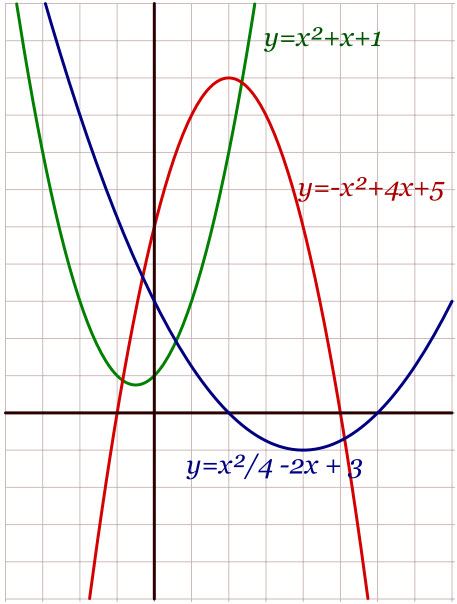 y=x²+x+1
y=-x²+4x+5
y=x²/4 -2x + 3